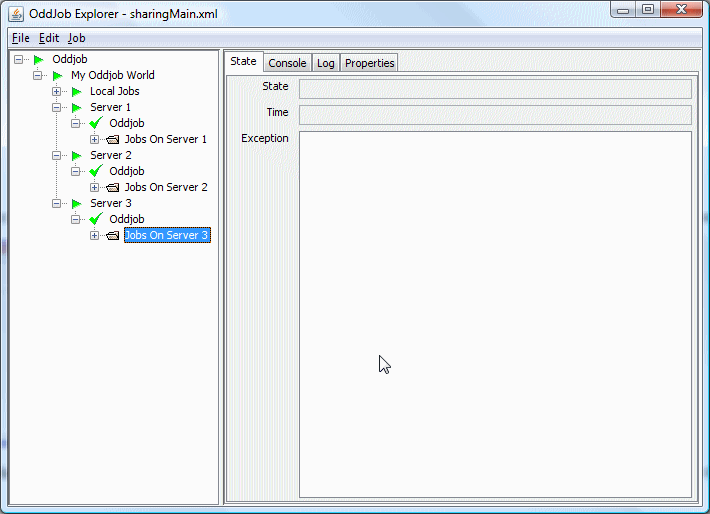 OddJob Explorer - sharingMain.xml
File Edit Job
Oddjob
My Oddjob World
Local Jobs
Server 1
Oddjob
Jobs On Server 1
Server 2
Oddjob
Jobs On Server 2
Server 3
Oddjob
Jobs On Server 3
State Console Log Properties
State
Time
Exception